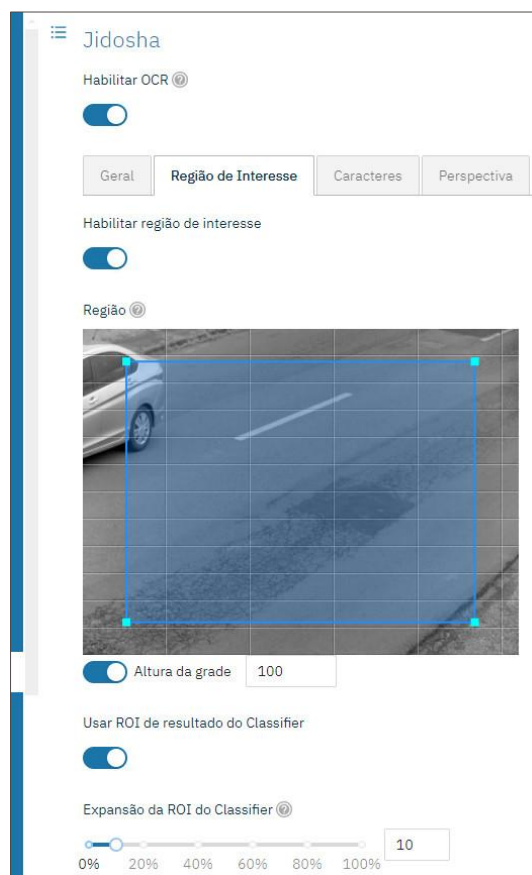 Jidosha
Habilitar OCR
Geral Região de Interesse Caracteres Perspectiva
Habilitar região de interesse
Região
Altura da grade 100
Usar ROI de resultado do Classifier
Expansão da ROI do Classifier
10
0% 20% 40% 60% 80% 100%